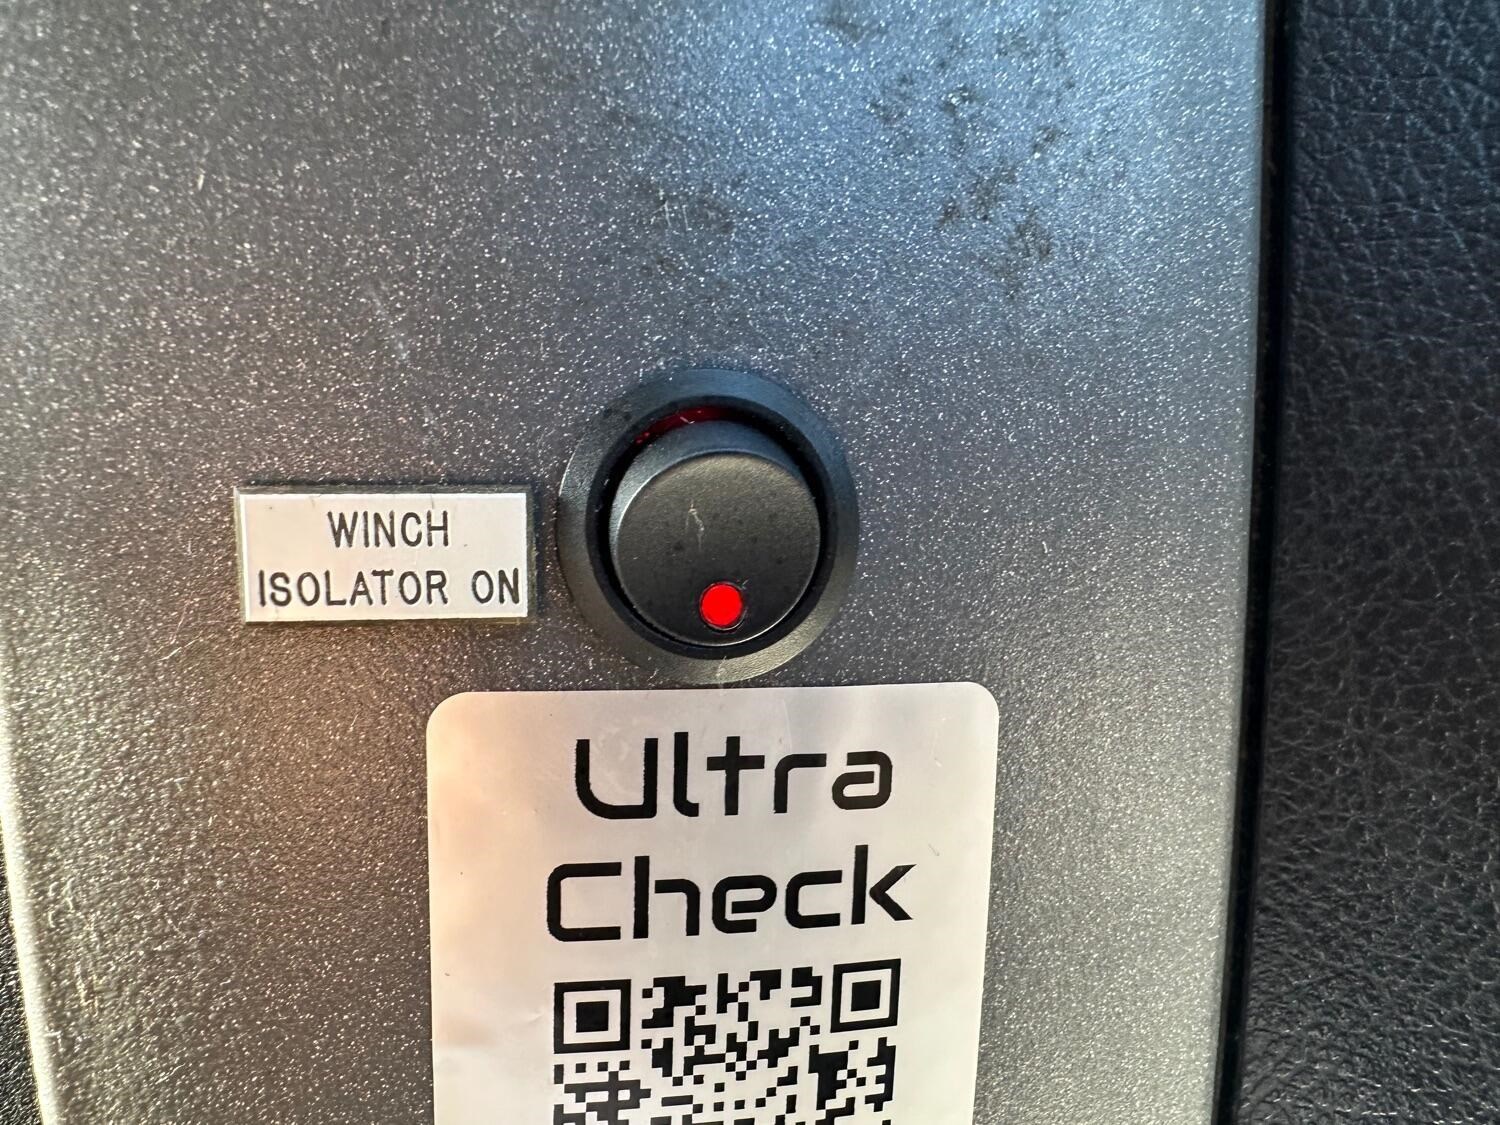 WINCH
ISOLATOR ON
Ultra
Check